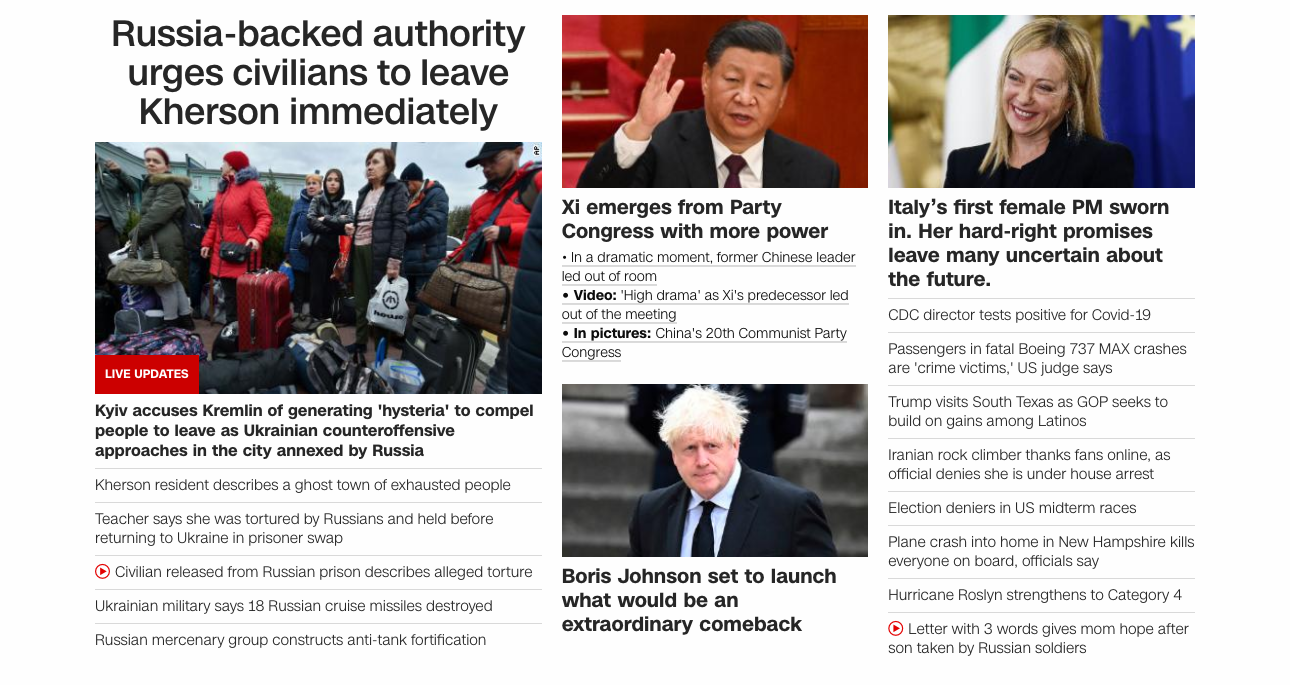 Russia-backed authority
urges civilians to leave
Kherson immediately
AP
house
LIVE UPDATES
Kyiv accuses Kremlin of generating 'hysteria' to compel
people to leave as Ukrainian counteroffensive
approaches in the city annexed by Russia
Kherson resident describes a ghost town of exhausted people
Teacher says she was tortured by Russians and held before
returning to Ukraine in prisoner swap
Civilian released from Russian prison describes alleged torture
Ukrainian military says 18 Russian cruise missiles destroyed
Russian mercenary group constructs anti-tank fortification
Xi emerges from Party
Congress with more power
• In a dramatic moment, former Chinese leader
led out of room
• Video: 'High drama' as Xi's predecessor led
out of the meeting
• In pictures: China's 20th Communist Party
Congress
Boris Johnson set to launch
what would be an
extraordinary comeback
Italy’s first female PM sworn
in. Her hard-right promises
leave many uncertain about
the future.
CDC director tests positive for Covid-19
Passengers in fatal Boeing 737 MAX crashes
are 'crime victims,' US judge says
Trump visits South Texas as GOP seeks to
build on gains among Latinos
Iranian rock climber thanks fans online, as
official denies she is under house arrest
Election deniers in US midterm races
Plane crash into home in New Hampshire kills
everyone on board, officials say
Hurricane Roslyn strengthens to Category 4
Letter with 3 words gives mom hope after
son taken by Russian soldiers